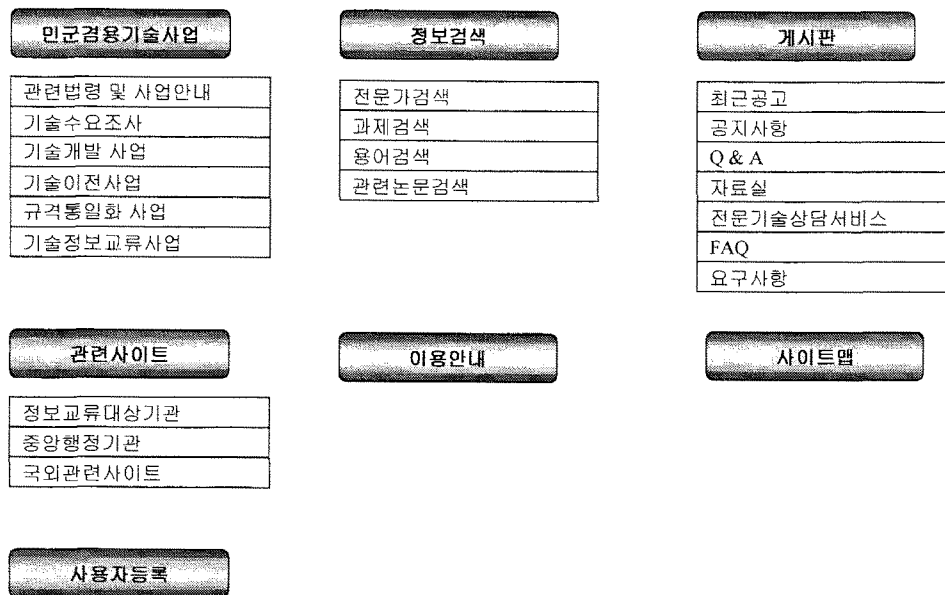 민군겸용기술사업
관련법령 및 사업안내
기술수요조사
기술개발 사업
기술이전사업
규격통일화 사업
기술정보교류사업
정보검색
전문가검색
과제검색
용어검색
관련논문검색
게시판
최근공고
공지사항
Q & A
자료실
전문기술상담서비스
FAQ
요구사항
관련사이트
정보교류대상기관
중앙행정기관
국외관련사이트
이용안내
사이트맵
사용자등록